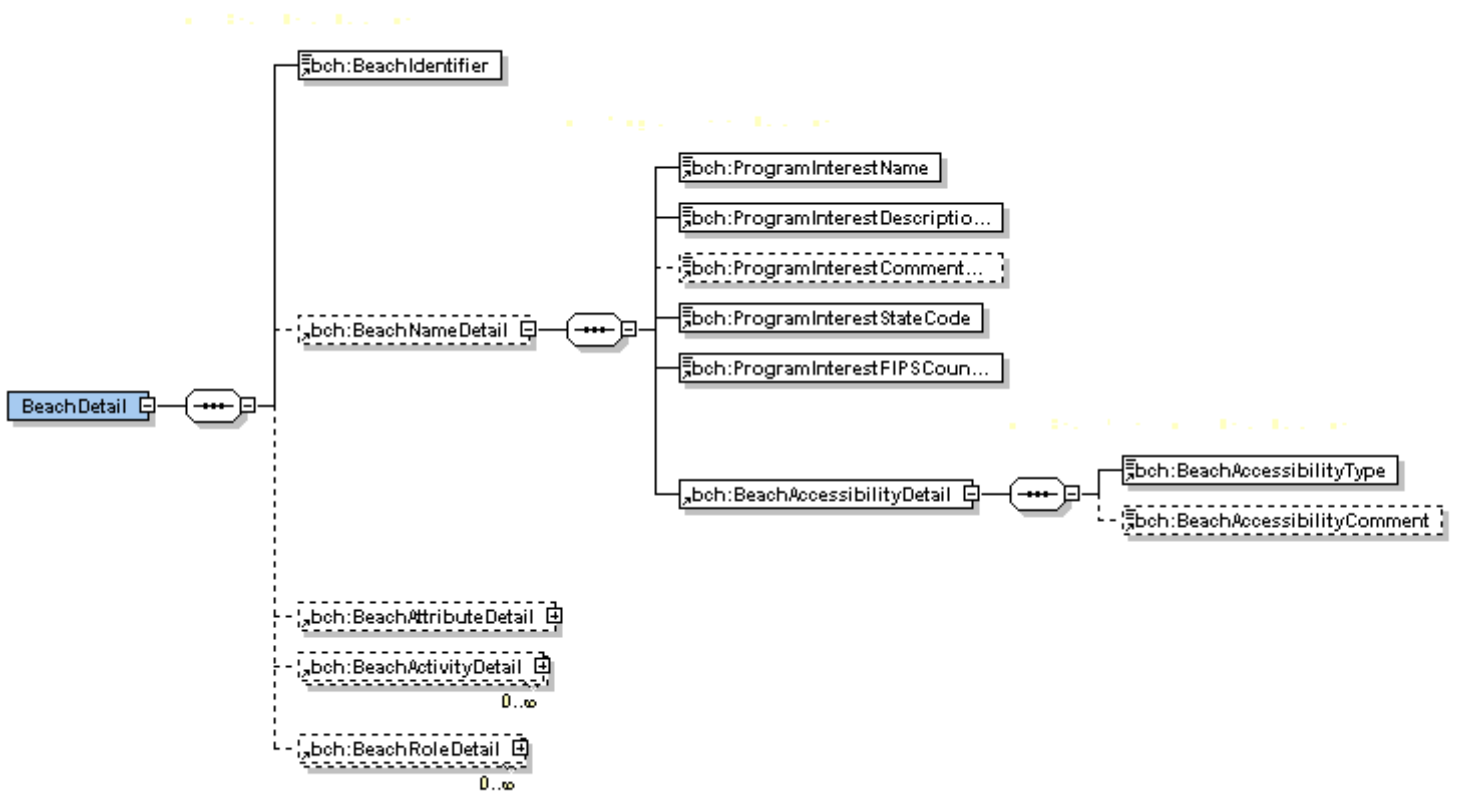 bch:BeachIdentifier
bch:ProgramInterestName
bch:ProgramInterestDescriptio...
bch:ProgramInterestComment...
bch:BeachNameDetail
bch:ProgramInterestStateCode
bch:ProgramInterestFIPSCoun...
BeachDetail
bch:BeachAccessibilityType
bch:BeachAccessibilityDetail
bch:BeachAccessibilityComment
bch:BeachAttributeDetail
bch:BeachActivityDetail
0..∞
bch:BeachRoleDetail
0..∞